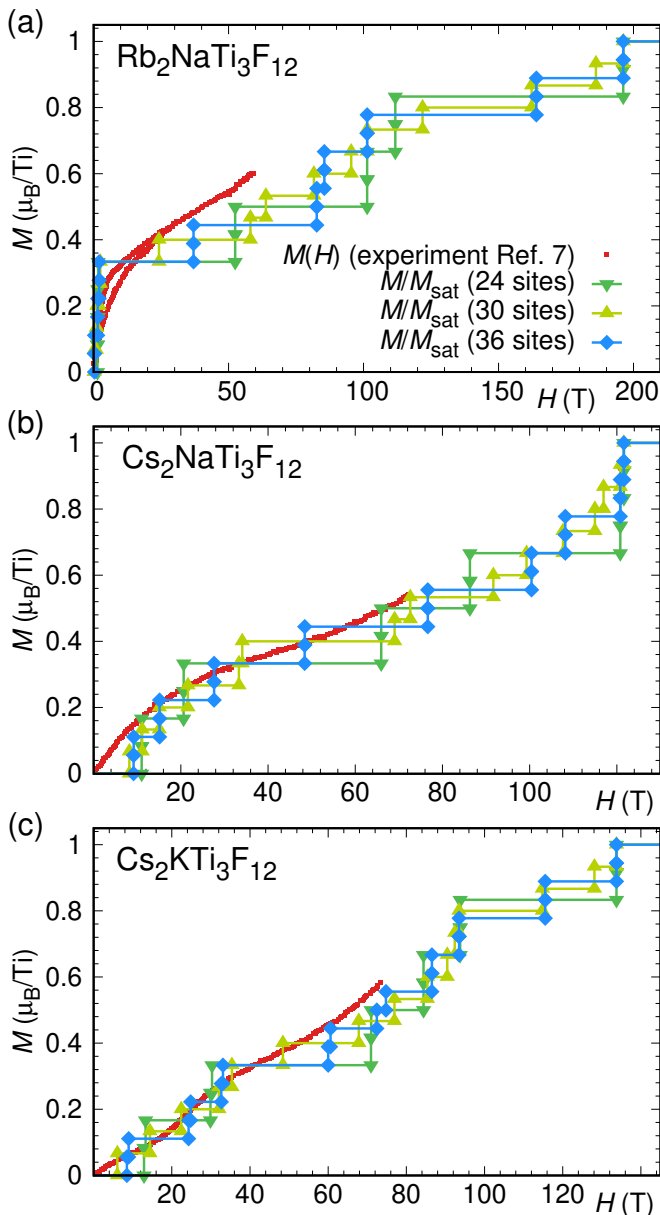 (a)
Rb₂NaTi₃F₁₂
1
0.8
0.6
0.4
0.2
0
M (μB/Ti)
M(H) (experiment Ref. 7)
M/Msat (24 sites)
M/Msat (30 sites)
M/Msat (36 sites)
0 50 100 150 200
H (T)
(b)
Cs₂NaTi₃F₁₂
1
0.8
0.6
0.4
0.2
0
M (μB/Ti)
20 40 60 80 100 H (T)
(c)
Cs₂KTi₃F₁₂
1
0.8
0.6
0.4
0.2
0
M (μB/Ti)
20 40 60 80 100 120 H (T)